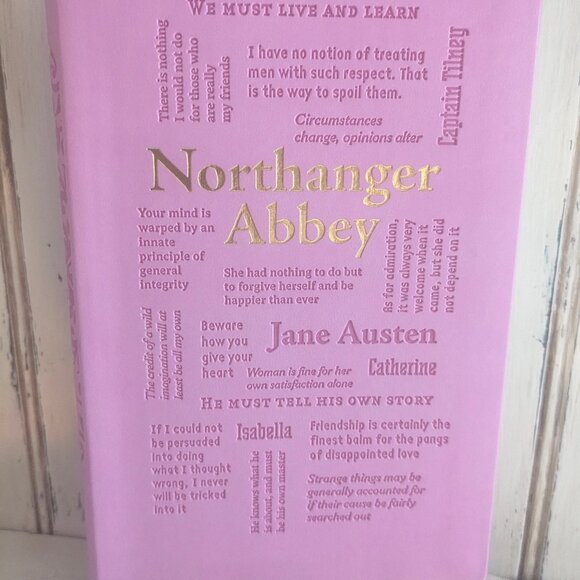 WE MUST LIVE AND LEARN
There is nothing
I would not do
for those who
are really
my friends
I have no notion of treating
men with such respect. That
is the way to spoil them.
Captain Tilney
Circumstances
change, opinions alter
Northanger
Abbey
Your mind is
warped by an
innate
principle of
general
integrity
She had nothing to do but
to forgive herself and be
happier than ever
As for admiration,
it was always very
welcome when it
came, but she did
not depend on it
The credit of a wild
imagination will at
least be all my own
Beware
how you
give your
heart
Jane Austen
Woman is fine for her
own satisfaction alone
Catherine
HE MUST TELL HIS OWN STORY
If I could not
be persuaded
into doing
what I thought
wrong, I never
will be tricked
into it
Isabella
He knows what he
is about, and must
be his own master
Friendship is certainly the
finest balm for the pangs
of disappointed love
Strange things may be
generally accounted for
if their cause be fairly
searched out